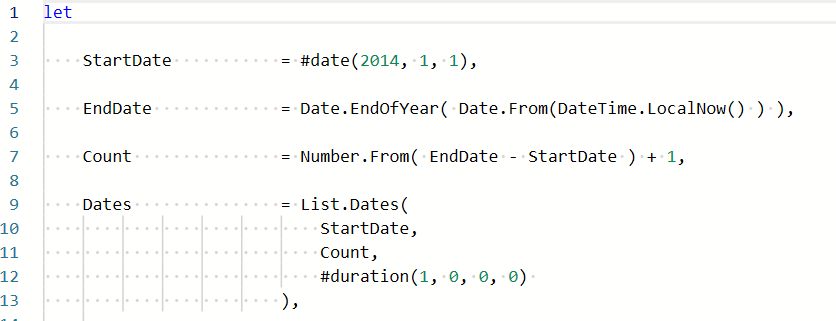 1 let
2
3 StartDate = #date(2014, 1, 1),
4
5 EndDate = Date.EndOfYear( Date.From(DateTime.LocalNow() ) ),
6
7 Count = Number.From( EndDate - StartDate ) + 1,
8
9 Dates = List.Dates(
10 StartDate,
11 Count,
12 #duration(1, 0, 0, 0)
13 ),